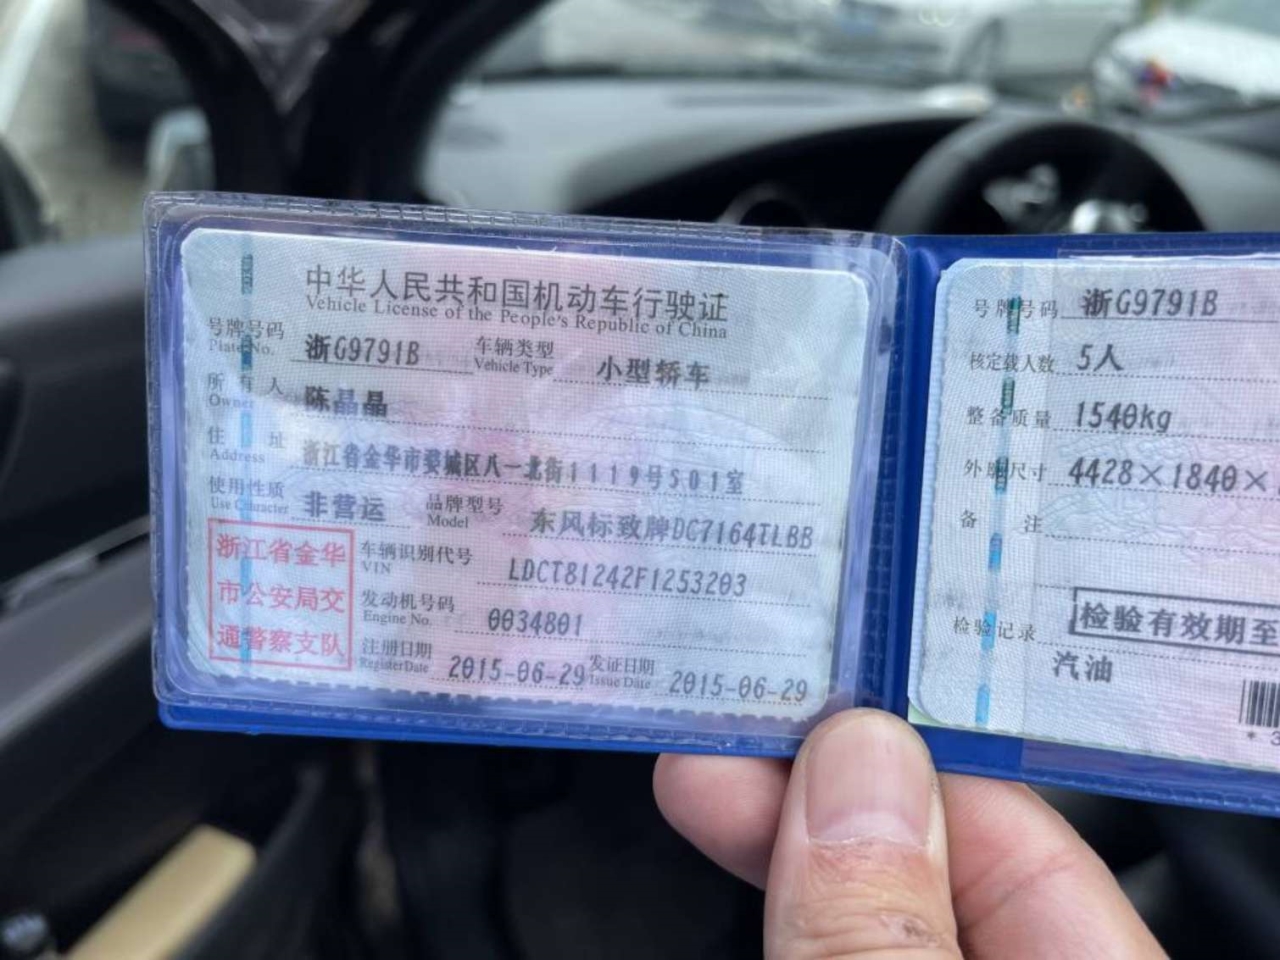 中华人民共和国机动车行驶证
Vehicle License of the People's Republic of China
号牌号码 浙G9791B 车辆类型 小型轿车
Plate No. Vehicle Type
所有人 陈晶晶
Owner
住址 浙江省金华市婺城区八一北街1119号501室
Address
使用性质 非营运 品牌型号 东风标致牌DC7164TLBB
Use Character Model
浙江省金华
市公安局交
通警察支队
车辆识别代号 LDCT81242F1253203
VIN
发动机号码 0034801
Engine No.
注册日期 2015-06-29 发证日期 2015-06-29
Register Date Issue Date
号牌号码 浙G9791B
核定载人数 5人
整备质量 1540kg
外廓尺寸 4428×1840×
备注
检验记录 检验有效期至
汽油
* 3